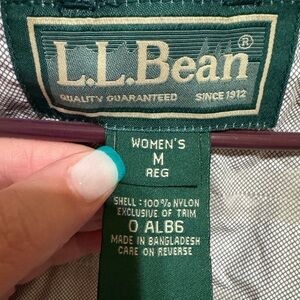 L.L.Bean®
QUALITY GUARANTEED SINCE 1912
WOMEN'S
M
REG
SHELL: 100% NYLON
EXCLUSIVE OF TRIM
0 ALB6
MADE IN BANGLADESH
CARE ON REVERSE